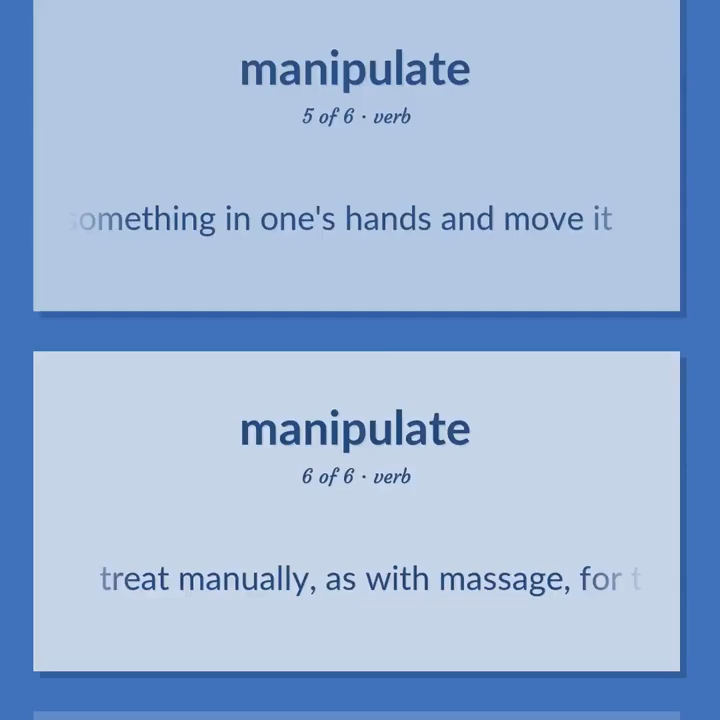 manipulate
5 of 6 · verb
something in one's hands and move it
manipulate
6 of 6 · verb
treat manually, as with massage, for